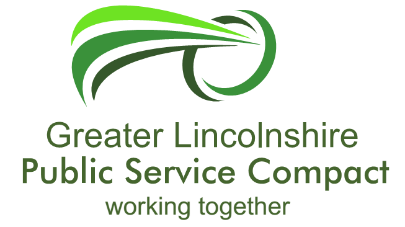 Greater Lincolnshire
Public Service Compact
working together